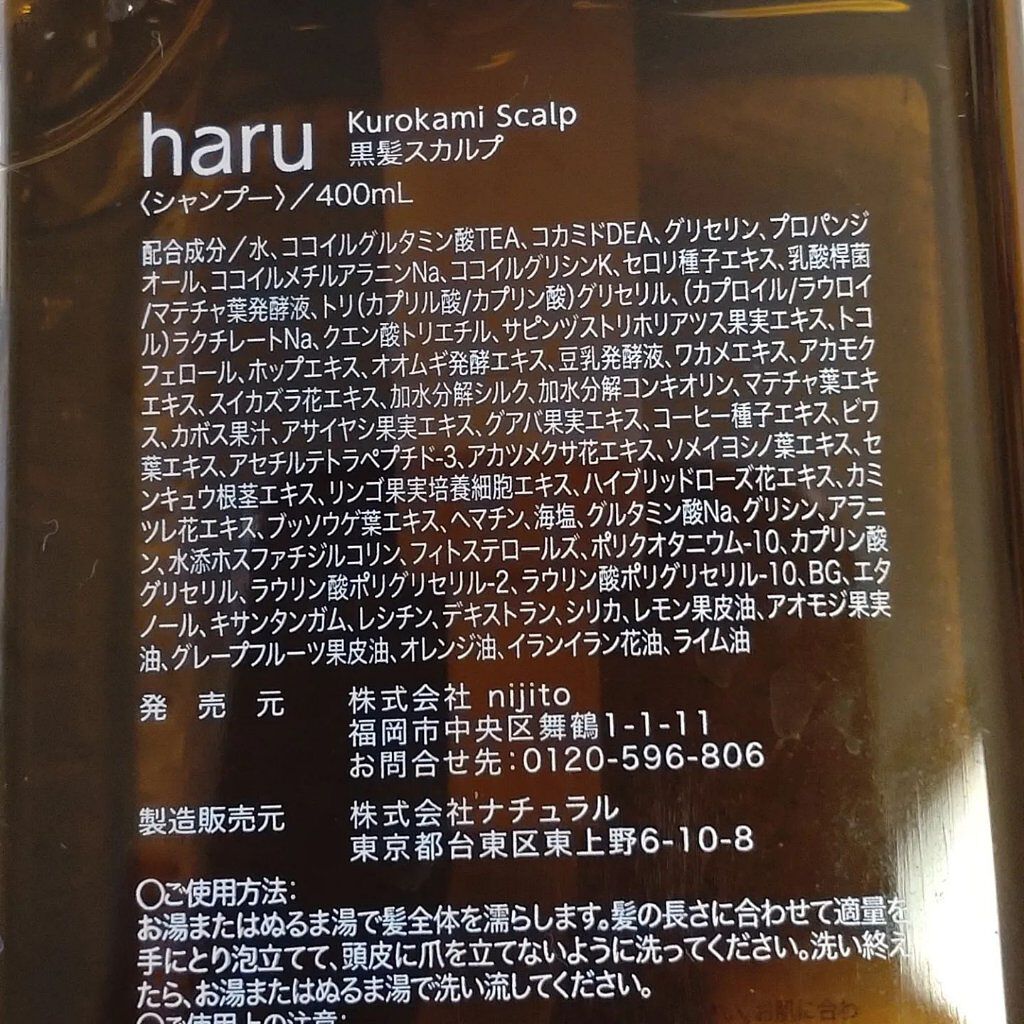 haru Kurokami Scalp
黒髪スカルプ
〈シャンプー〉／400mL
配合成分／水、ココイルグルタミン酸TEA、コカミドDEA、グリセリン、プロパンジ
オール、ココイルメチルアラニンNa、ココイルグリシンK、セロリ種子エキス、乳酸桿菌
/マテチャ葉発酵液、トリ(カプリル酸/カプリン酸)グリセリル、(カプロイル/ラウロイ
ル)ラクチレートNa、クエン酸トリエチル、サピンヅストリホリアツス果実エキス、トコ
フェロール、ホップエキス、オオムギ発酵エキス、豆乳発酵液、ワカメエキス、アカモク
エキス、スイカズラ花エキス、加水分解シルク、加水分解コンキオリン、マテチャ葉エキ
ス、カボス果汁、アサイヤシ果実エキス、グアバ果実エキス、コーヒー種子エキス、ビワ
葉エキス、アセチルテトラペプチド-3、アカツメクサ花エキス、ソメイヨシノ葉エキス、セ
ンキュウ根茎エキス、リンゴ果実培養細胞エキス、ハイブリッドローズ花エキス、カミ
ツレ花エキス、ブッソウゲ葉エキス、ヘマチン、海塩、グルタミン酸Na、グリシン、アラニ
ン、水添ホスファチジルコリン、フィトステロールズ、ポリクオタニウム-10、カプリン酸
グリセリル、ラウリン酸ポリグリセリル-2、ラウリン酸ポリグリセリル-10、BG、エタ
ノール、キサンタンガム、レシチン、デキストラン、シリカ、レモン果皮油、アオモジ果実
油、グレープフルーツ果皮油、オレンジ油、イランイラン花油、ライム油
発売元 株式会社 nijito
福岡市中央区舞鶴1-1-11
お問合せ先：0120-596-806
製造販売元 株式会社ナチュラル
東京都台東区東上野6-10-8
〇ご使用方法：
お湯またはぬるま湯で髪全体を濡らします。髪の長さに合わせて適量を
手にとり泡立てて、頭皮に爪を立てないように洗ってください。洗い終え
たら、お湯またはぬるま湯で洗い流してください。
〇ご使用上の注意：